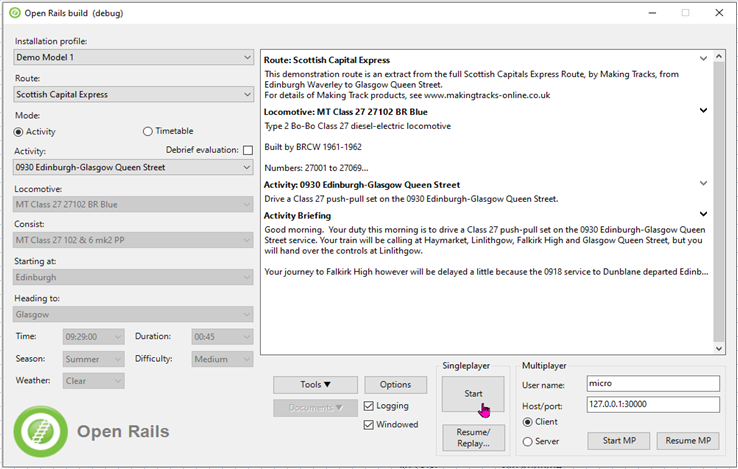 Open Rails build  (debug)
Installation profile:
Demo Model 1
Route:
Scottish Capital Express
Mode:
Activity
Timetable
Activity:
Debrief evaluation:
0930 Edinburgh-Glasgow Queen Street
Locomotive:
MT Class 27 27102 BR Blue
Consist:
MT Class 27 102 & 6 mk2 PP
Starting at:
Edinburgh
Heading to:
Glasgow
Time:
09:29:00
Duration:
00:45
Season:
Summer
Difficulty:
Medium
Weather:
Clear
Open Rails
Route: Scottish Capital Express
This demonstration route is an extract from the full Scottish Capitals Express Route, by Making Tracks, from
Edinburgh Waverley to Glasgow Queen Street.
For details of Making Track products, see www.makingtracks-online.co.uk
Locomotive: MT Class 27 27102 BR Blue
Type 2 Bo-Bo Class 27 diesel-electric locomotive
Built by BRCW 1961-1962
Numbers: 27001 to 27069...
Activity: 0930 Edinburgh-Glasgow Queen Street
Drive a Class 27 push-pull set on the 0930 Edinburgh-Glasgow Queen Street.
Activity Briefing
Good morning.  Your duty this morning is to drive a Class 27 push-pull set on the 0930 Edinburgh-Glasgow Queen
Street service. Your train will be calling at Haymarket, Linlithgow, Falkirk High and Glasgow Queen Street, but you
will hand over the controls at Linlithgow.
Your journey to Falkirk High however will be delayed a little because the 0918 service to Dunblane departed Edinb...
Tools ▼
Options
Documents ▼
Logging
Windowed
Singleplayer
Start
Resume/
Replay...
Multiplayer
User name:
micro
Host/port:
127.0.0.1:30000
Client
Server
Start MP
Resume MP